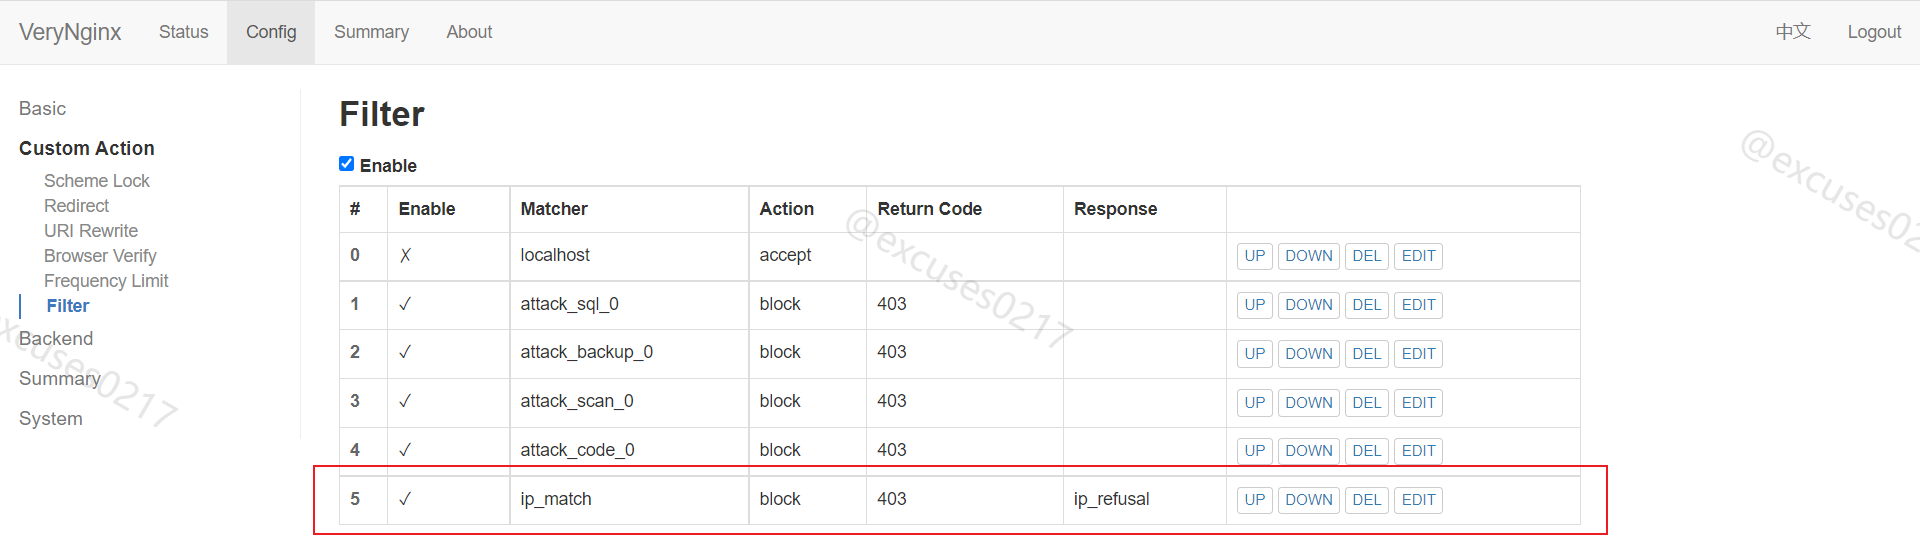 VeryNginx Status Config Summary About 中文 Logout
Basic
Custom Action
Scheme Lock
Redirect
URI Rewrite
Browser Verify
Frequency Limit
Filter
Backend
Summary
System
Filter
Enable
# Enable Matcher Action Return Code Response
0 ✗ localhost accept UP DOWN DEL EDIT
1 ✓ attack_sql_0 block 403 UP DOWN DEL EDIT
2 ✓ attack_backup_0 block 403 UP DOWN DEL EDIT
3 ✓ attack_scan_0 block 403 UP DOWN DEL EDIT
4 ✓ attack_code_0 block 403 UP DOWN DEL EDIT
5 ✓ ip_match block 403 ip_refusal UP DOWN DEL EDIT
@excuses0217
@excuses02
xcuses0217